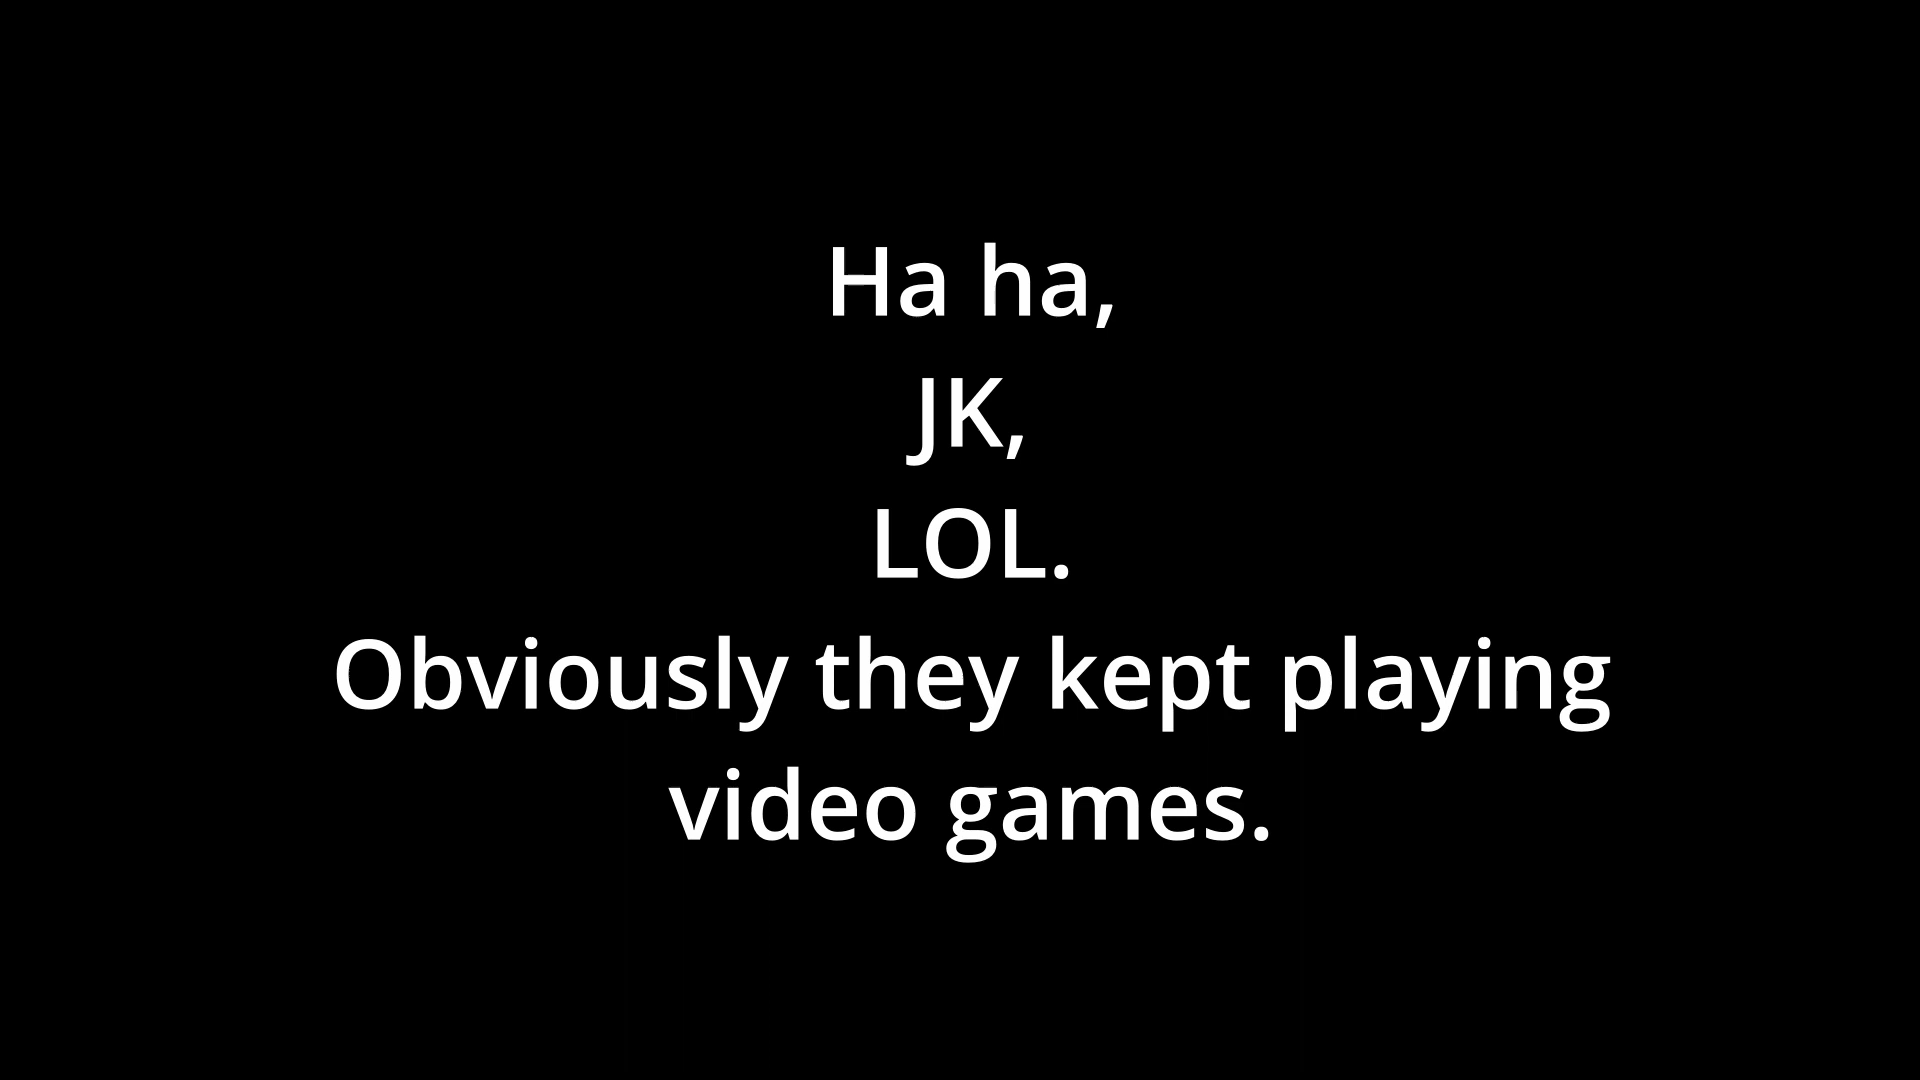 Ha ha,
JK,
LOL.
Obviously they kept playing
video games.